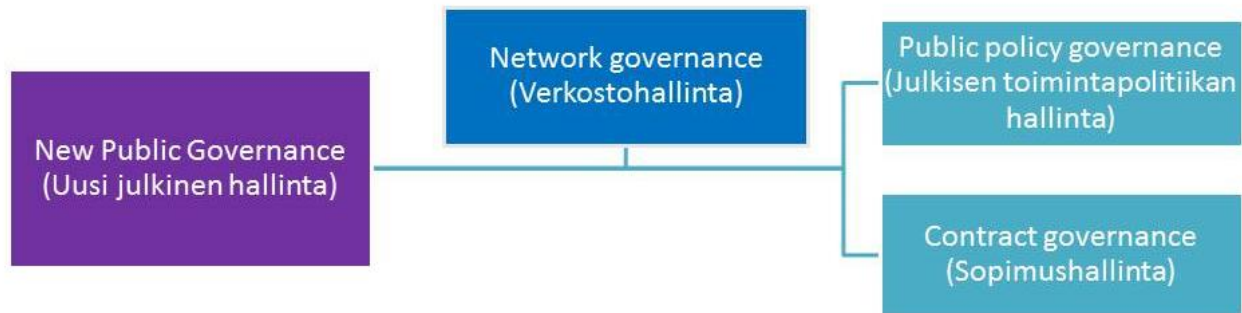 New Public Governance
(Uusi julkinen hallinta)
Network governance
(Verkostohallinta)
Public policy governance
(Julkisen toimintapolitiikan
hallinta)
Contract governance
(Sopimushallinta)